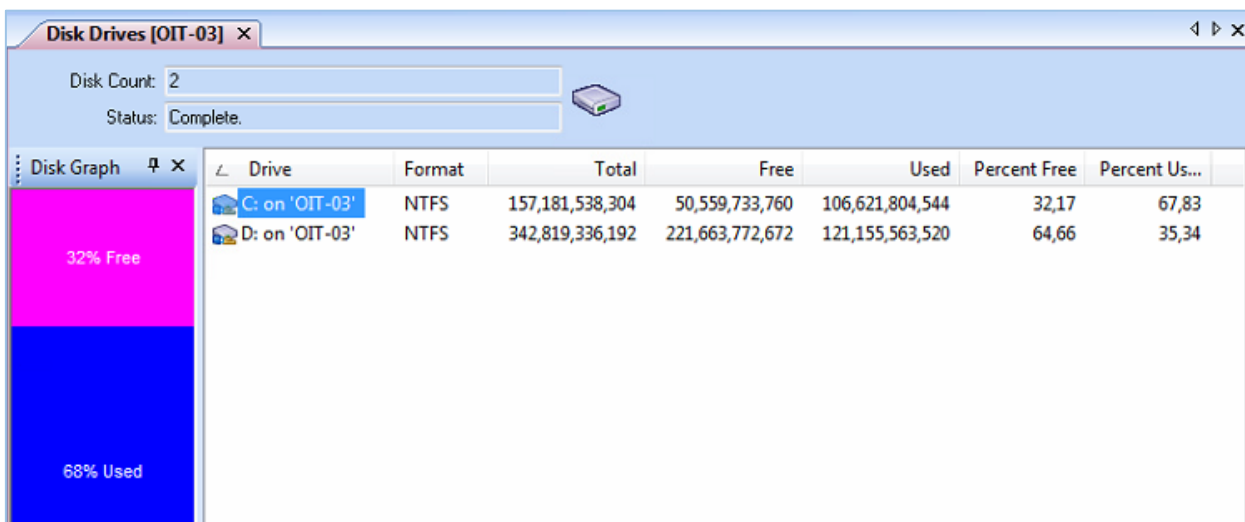 Disk Drives [OIT-03]
Disk Count: 2
Status: Complete.
Disk Graph
Drive Format Total Free Used Percent Free Percent Us...
C: on 'OIT-03' NTFS 157,181,538,304 50,559,733,760 106,621,804,544 32,17 67,83
D: on 'OIT-03' NTFS 342,819,336,192 221,663,772,672 121,155,563,520 64,66 35,34
32% Free
68% Used